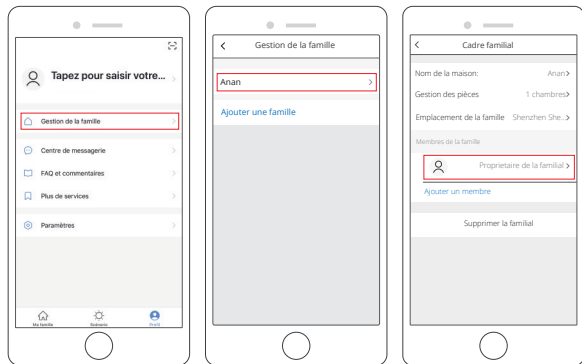 Tapez pour saisir votre...
Gestion de la famille
Centre de messagerie
FAQ et commentaires
Plus de services
Paramètres
Ma famille
Scénario
Profil
Gestion de la famille
Anan
Ajouter une famille
Cadre familial
Nom de la maison: Anan
Gestion des pièces 1 chambres
Emplacement de la famille Shenzhen She...
Membres de la famille
Proprietaire de la familial
Ajouter un membre
Supprimer la familial